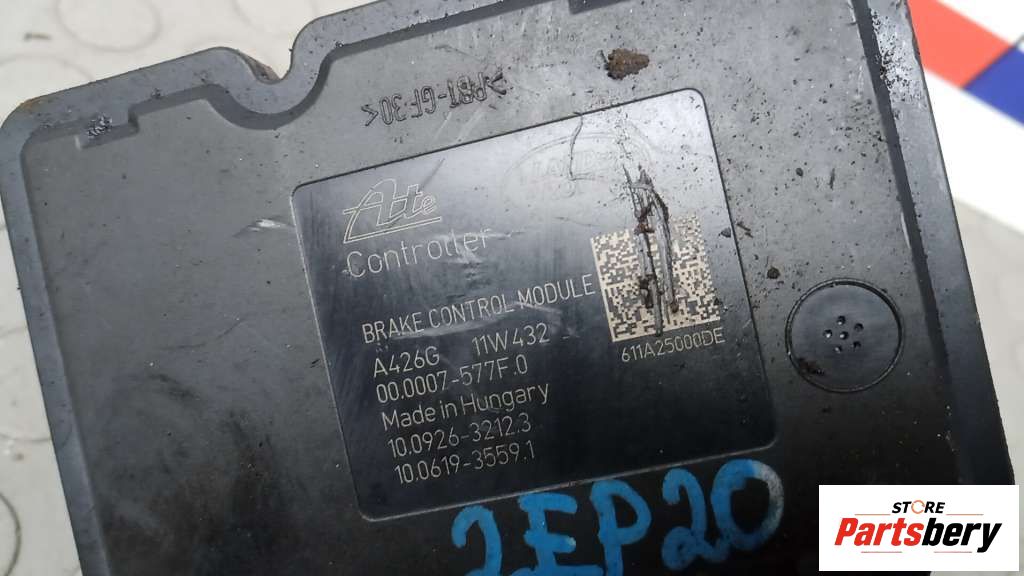 >PBT-GF30<
Ate
Controder
BRAKE CONTROL MODULE
A426G 11W432
00.0007-577F.0
Made in Hungary
10.0926-3212.3
10.0619-3559.1
611A25000DE
2EP20
STORE
Partsbery